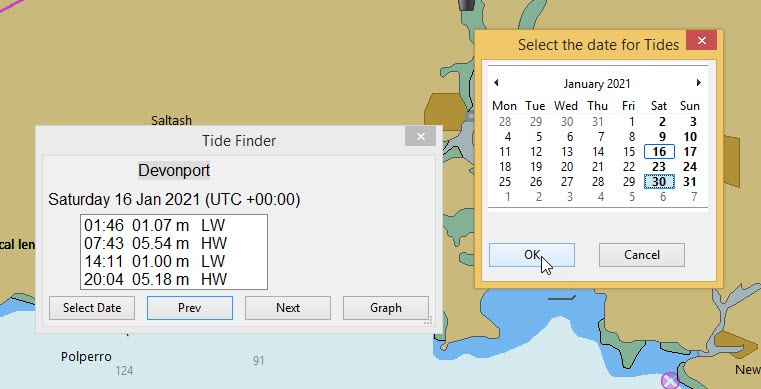 Saltash
Tide Finder
Devonport
Saturday 16 Jan 2021 (UTC +00:00)
01:46 01.07 m LW
07:43 05.54 m HW
14:11 01.00 m LW
20:04 05.18 m HW
Select Date Prev Next Graph
cal len
Polperro
124
91
Select the date for Tides
January 2021
Mon Tue Wed Thu Fri Sat Sun
28 29 30 31 1 2 3
4 5 6 7 8 9 10
11 12 13 14 15 16 17
18 19 20 21 22 23 24
25 26 27 28 29 30 31
1 2 3 4 5 6 7
OK Cancel
New